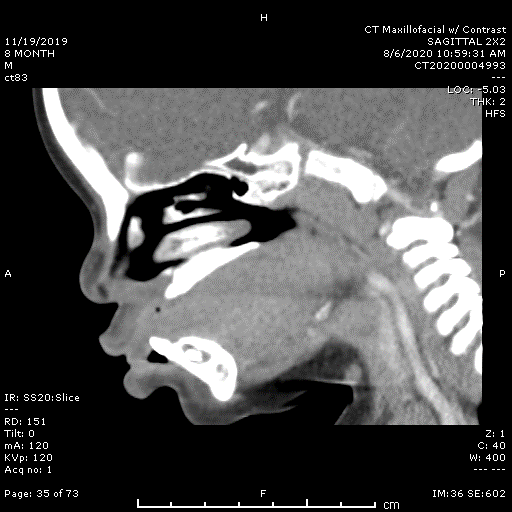 H
11/19/2019
8 MONTH
M
ct83
CT Maxillofacial w/ Contrast
SAGITTAL 2X2
8/6/2020 10:59:31 AM
CT20200004993
---
LOC: -5.03
THK: 2
HFS
A
P
IR: SS20:Slice
---
RD: 151
Tilt: 0
mA: 120
KVp: 120
Acq no: 1
Page: 35 of 73
Z: 1
C: 40
W: 400
--- ---
IM:36 SE:602
F
cm